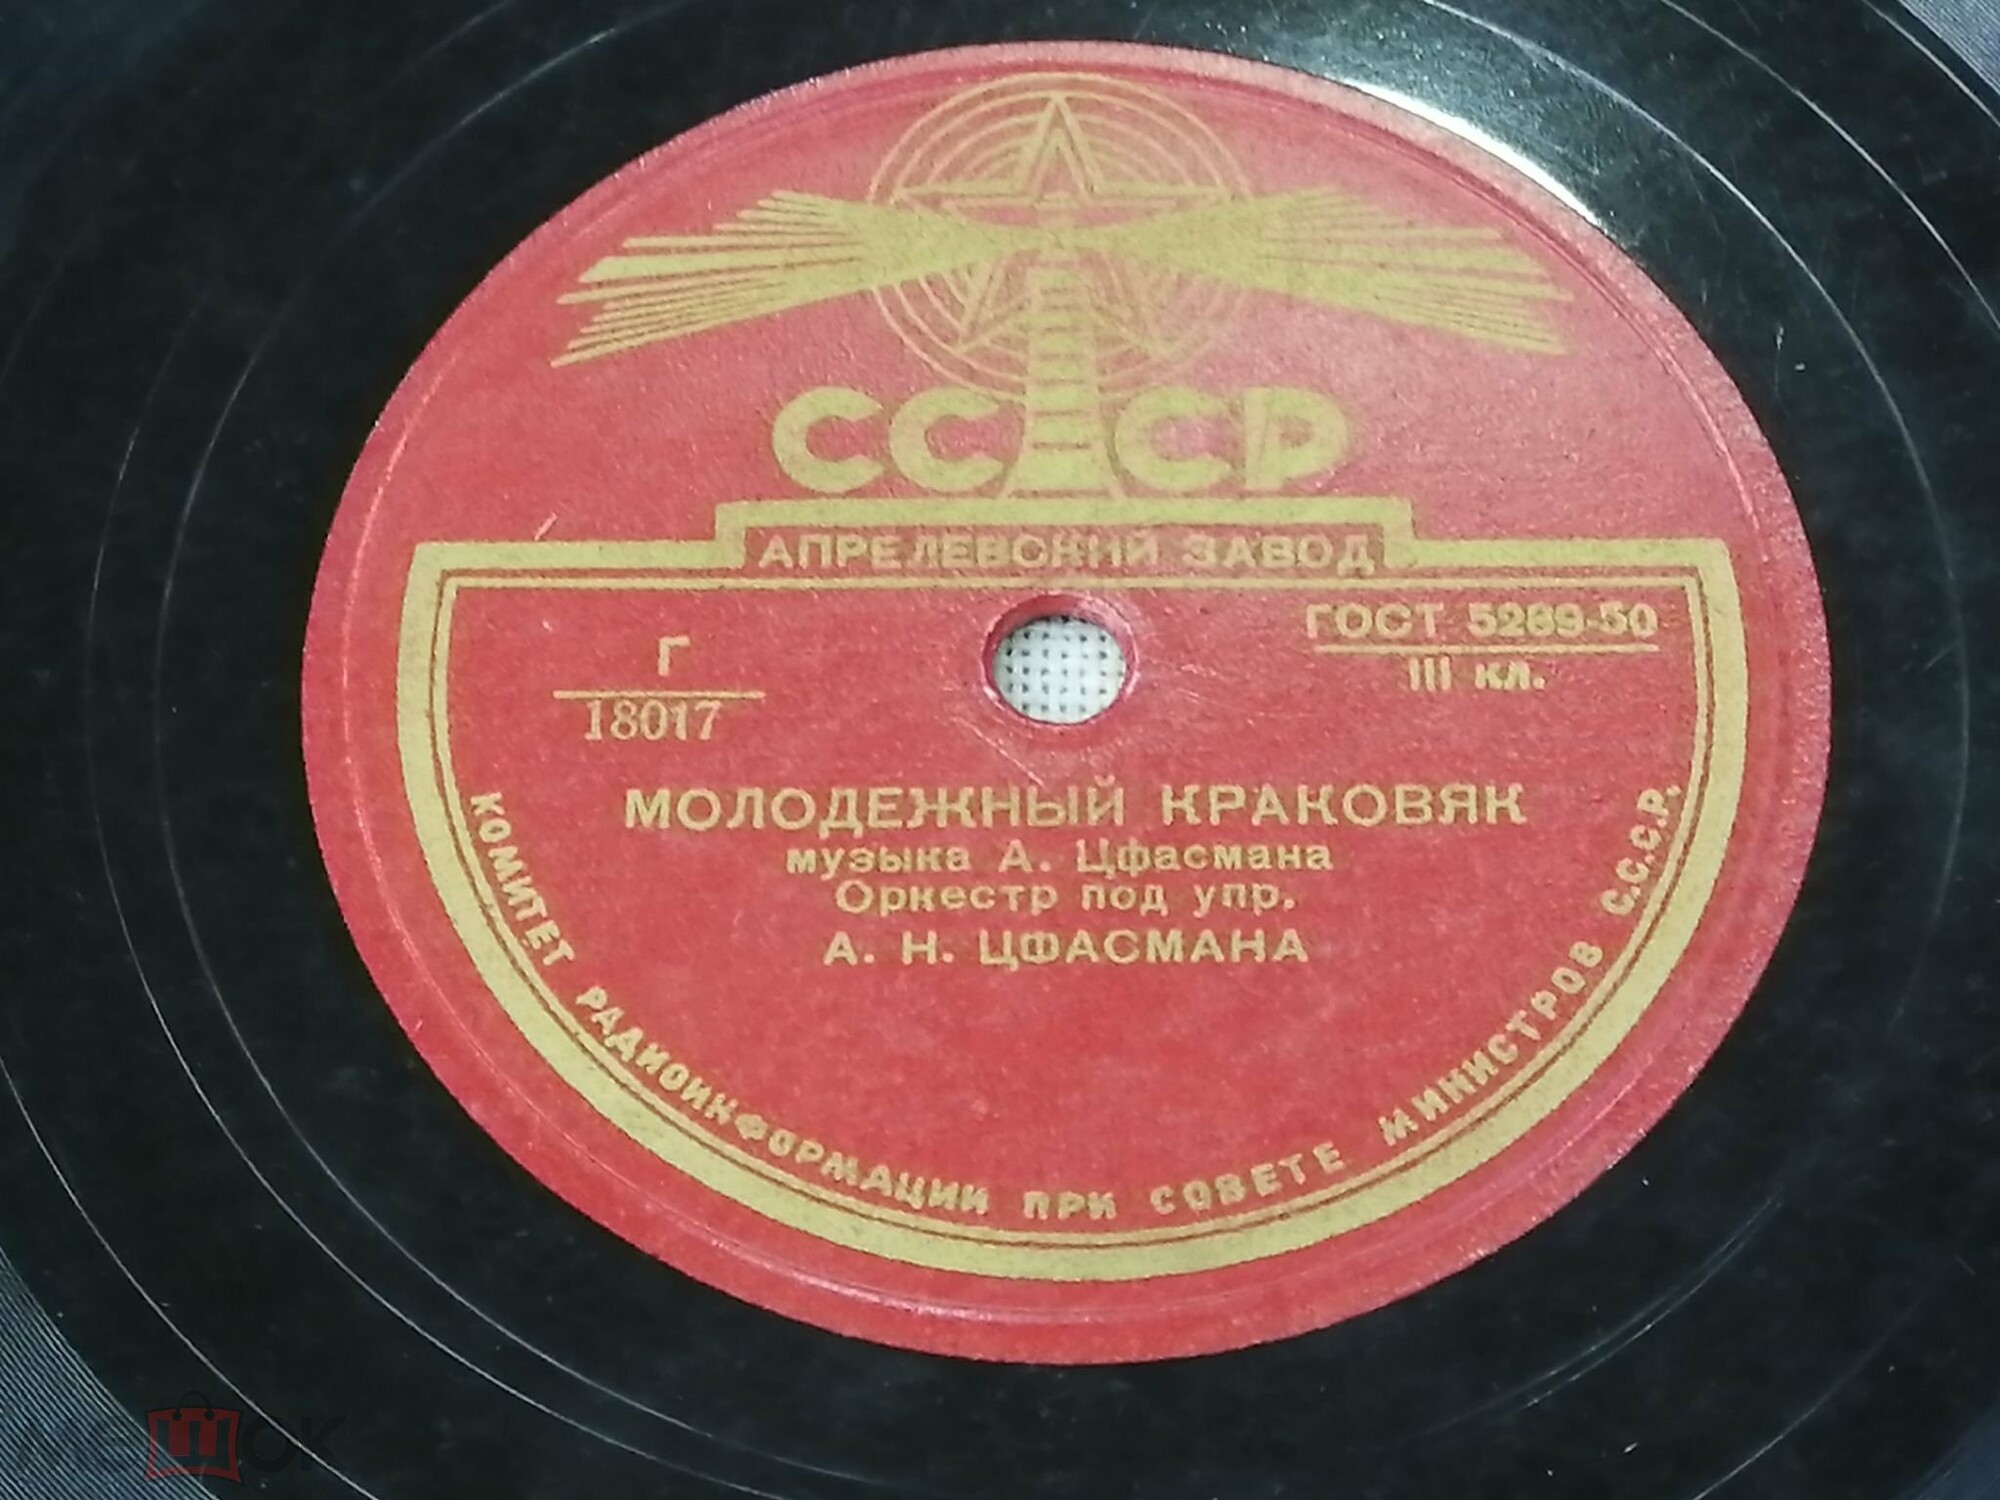 СССР
АПРЕЛЕВСКИЙ ЗАВОД
ГОСТ 5289-50
III кл.
Г
18017
МОЛОДЕЖНЫЙ КРАКОВЯК
музыка А. Цфасмана
Оркестр под упр.
А. Н. ЦФАСМАНА
КОМИТЕТ РАДИОИНФОРМАЦИИ ПРИ СОВЕТЕ МИНИСТРОВ С.С.С.Р.
мешок